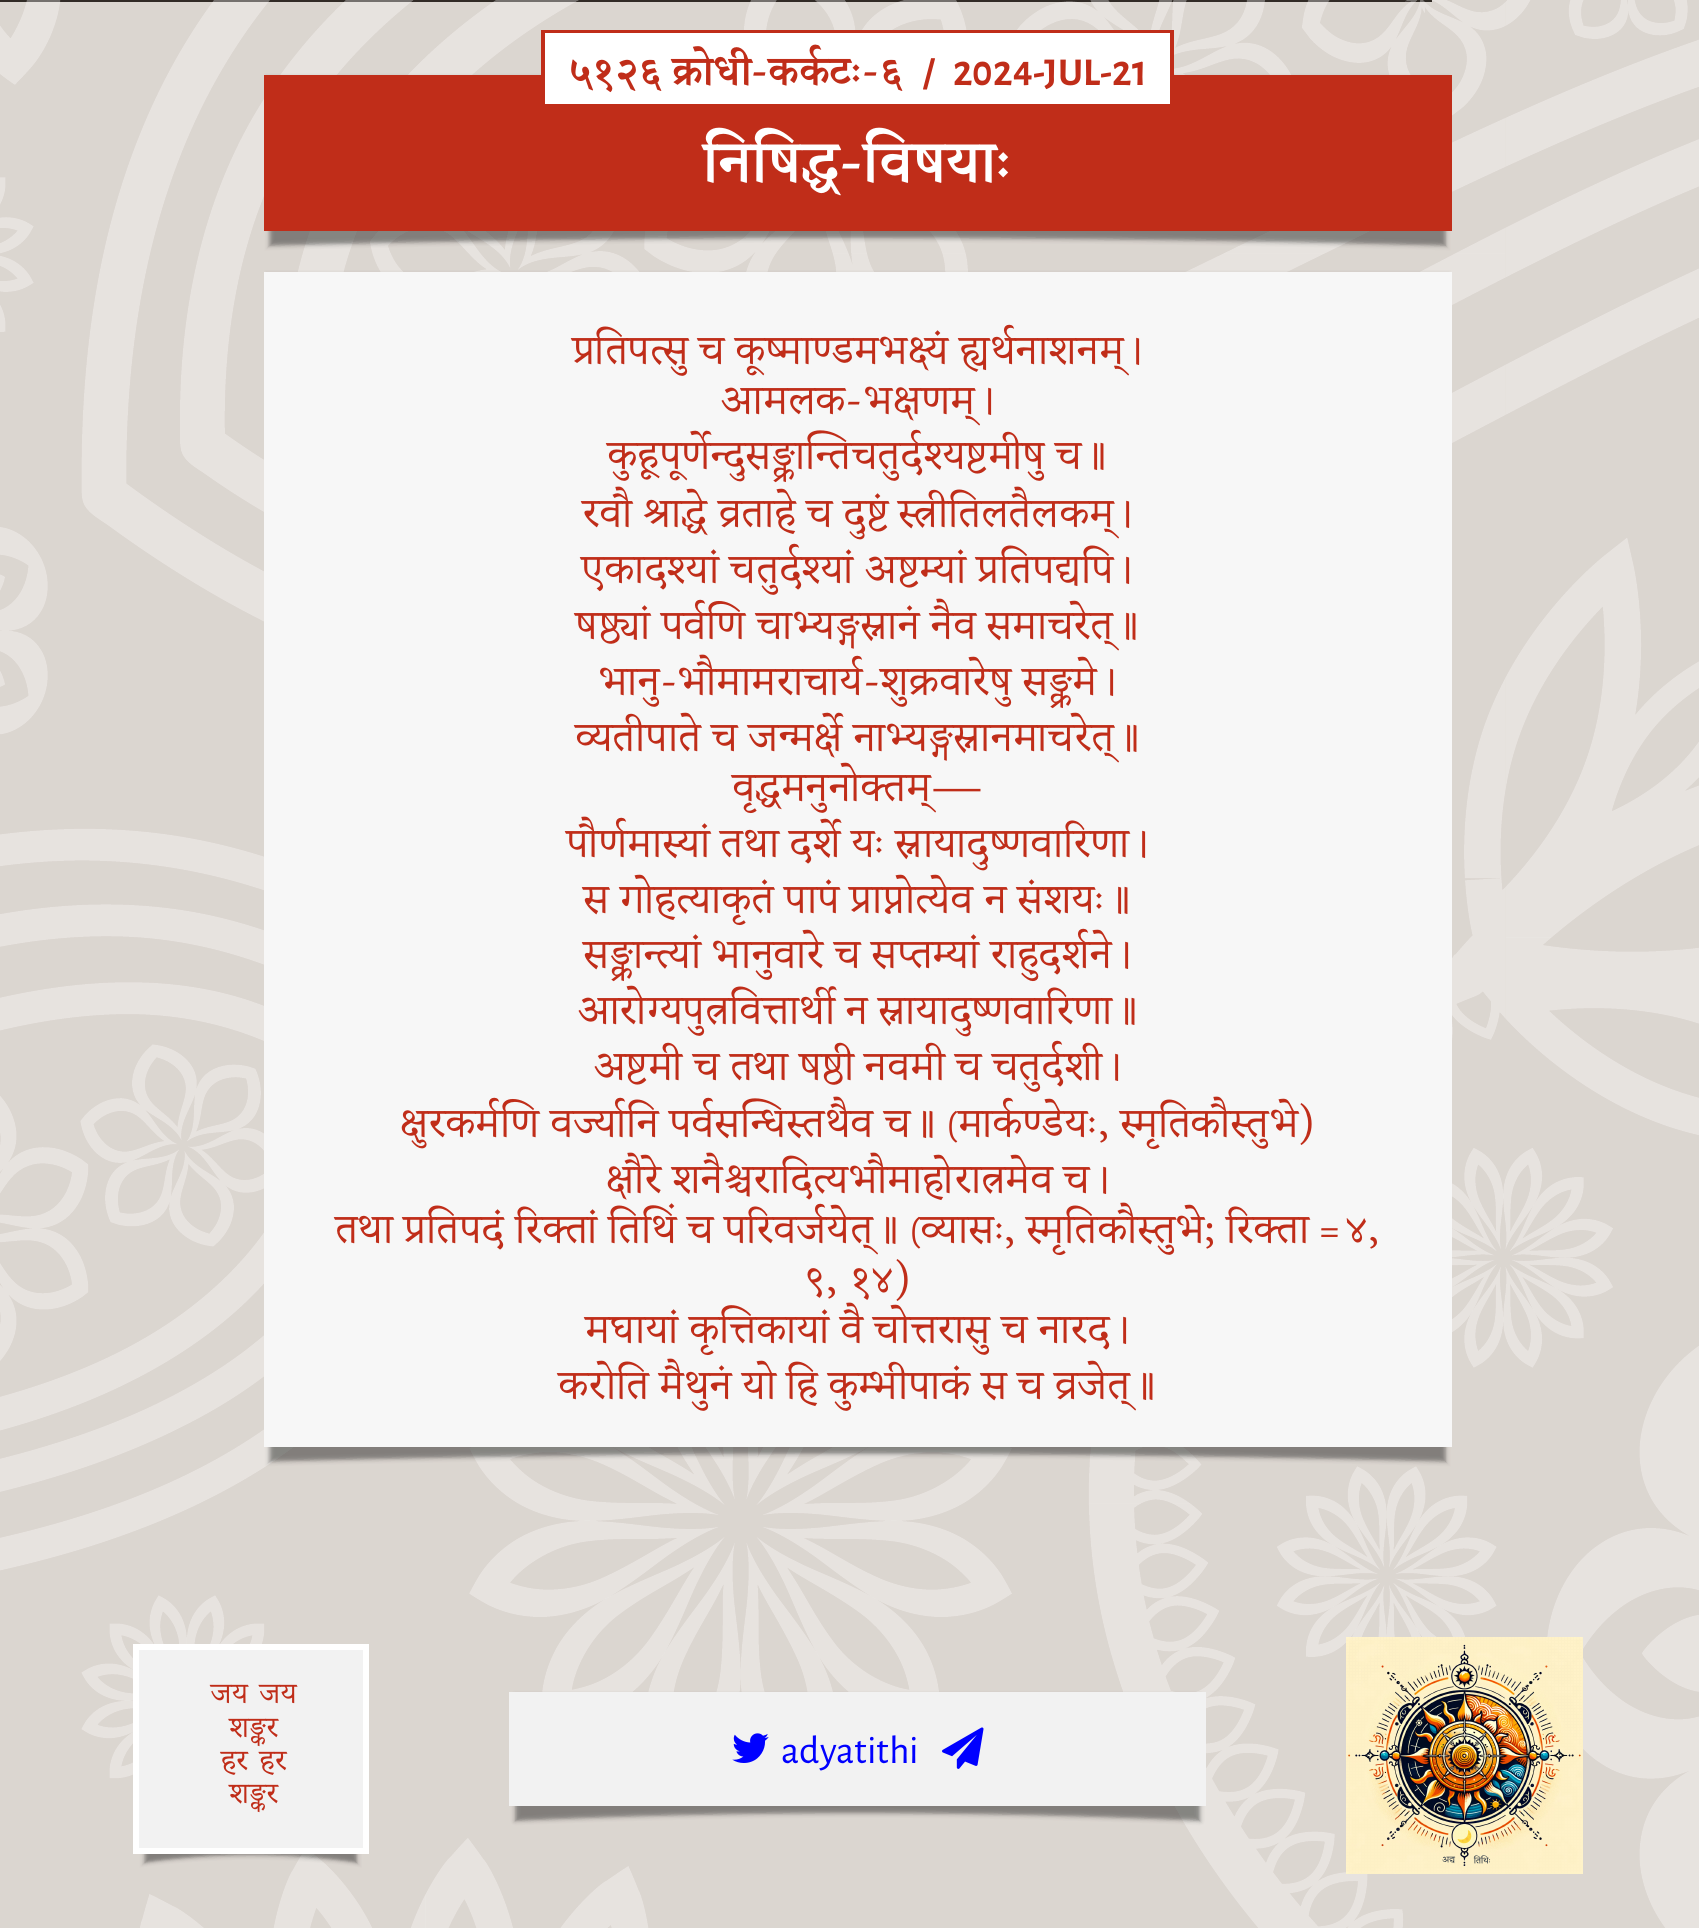 ५१२६ क्रोधी-कर्कटः-६ / 2024-JUL-21
निषिद्ध-विषयाः
प्रतिपत्सु च कूष्माण्डमभक्ष्यं ह्यर्थनाशनम्।
आमलक-भक्षणम्।
कुहूपूर्णेन्दुसङ्क्रान्तिचतुर्दश्यष्टमीषु च॥
रवौ श्राद्धे व्रताहे च दुष्टं स्त्रीतिलतैलकम्।
एकादश्यां चतुर्दश्यां अष्टम्यां प्रतिपद्यपि।
षष्ठ्यां पर्वणि चाभ्यङ्गस्नानं नैव समाचरेत्॥
भानु-भौमामराचार्य-शुक्रवारेषु सङ्क्रमे।
व्यतीपाते च जन्मर्क्षे नाभ्यङ्गस्नानमाचरेत्॥
वृद्धमनुनोक्तम्—
पौर्णमास्यां तथा दर्शे यः स्नायादुष्णवारिणा।
स गोहत्याकृतं पापं प्राप्नोत्येव न संशयः॥
सङ्क्रान्त्यां भानुवारे च सप्तम्यां राहुदर्शने।
आरोग्यपुत्रवित्तार्थी न स्नायादुष्णवारिणा॥
अष्टमी च तथा षष्ठी नवमी च चतुर्दशी।
क्षुरकर्मणि वर्ज्यानि पर्वसन्धिस्तथैव च॥ (मार्कण्डेयः, स्मृतिकौस्तुभे)
क्षौरे शनैश्चरादित्यभौमाहोरात्रमेव च।
तथा प्रतिपदं रिक्तां तिथिं च परिवर्जयेत्॥ (व्यासः, स्मृतिकौस्तुभे; रिक्ता = ४,
९, १४)
मघायां कृत्तिकायां वै चोत्तरासु च नारद।
करोति मैथुनं यो हि कुम्भीपाकं स च व्रजेत्॥
जय जय
शङ्कर
हर हर
शङ्कर
adyatithi
अद्य तिथिः